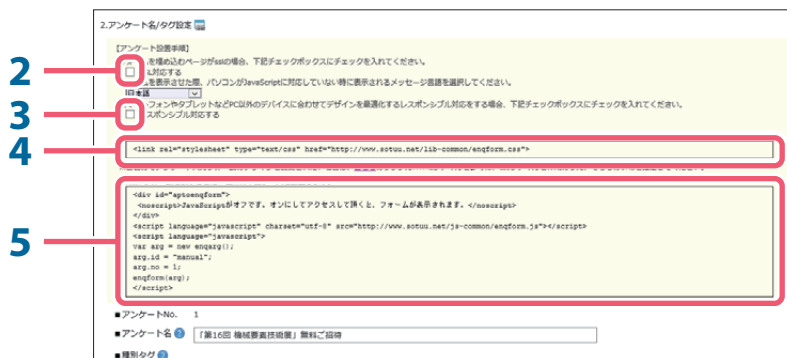 2.アンケート名/タグ設定
【アンケート設置手順】
を埋め込むページがsslの場合、下記チェックボックスにチェックを入れてください。
2
対応する
を表示させた際、パソコンがJavaScriptに対応していない時に表示されるメッセージ言語を選択してください。
日本語
フォンやタブレットなどPC以外のデバイスに合わせてデザインを最適化するレスポンシブル対応をする場合、下記チェックボックスにチェックを入れてください。
3
スポンシブル対応する
4
<link rel="stylesheet" type="text/css" href="http://www.sotuu.net/lib-common/enqform.css">
<div id="aptoenqform">
<noscript>JavaScriptがオフです。オンにしてアクセスして頂くと、フォームが表示されます。</noscript>
</div>
<script language="javascript" charset="utf-8" src="http://www.sotuu.net/js-common/enqform.js"></script>
<script language="javascript">
5
var arg = new enqarg();
arg.id = "manual";
arg.no = 1;
enqform(arg);
</script>
■アンケートNo. 1
■アンケート名 ? 「第16回 機械要素技術展」無料ご招待
■種別タグ ?